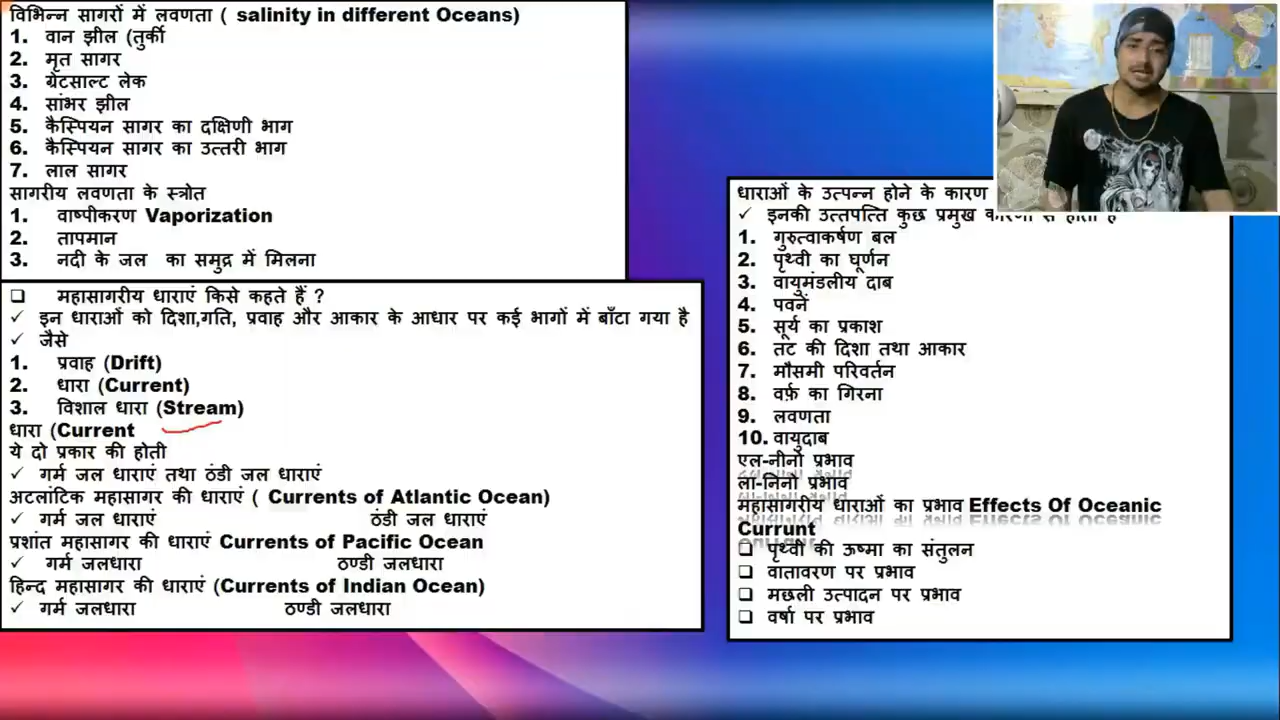 विभिन्न सागरों में लवणता ( salinity in different Oceans)
1. वान झील (तुर्की
2. मृत सागर
3. ग्रेटसाल्ट लेक
4. सांभर झील
5. कैस्पियन सागर का दक्षिणी भाग
6. कैस्पियन सागर का उत्तरी भाग
7. लाल सागर
सागरीय लवणता के स्त्रोत
1. वाष्पीकरण Vaporization
2. तापमान
3. नदी के जल का समुद्र में मिलना
महासागरीय धाराएं किसे कहते हैं ?
✓ इन धाराओं को दिशा,गति, प्रवाह और आकार के आधार पर कई भागों में बाँटा गया है
✓ जैसे
1. प्रवाह (Drift)
2. धारा (Current)
3. विशाल धारा (Stream)
धारा (Current
ये दो प्रकार की होती
✓ गर्म जल धाराएं तथा ठंडी जल धाराएं
अटलांटिक महासागर की धाराएं ( Currents of Atlantic Ocean)
✓ गर्म जल धाराएं ठंडी जल धाराएं
प्रशांत महासागर की धाराएं Currents of Pacific Ocean
✓ गर्म जलधारा ठण्डी जलधारा
हिन्द महासागर की धाराएं (Currents of Indian Ocean)
✓ गर्म जलधारा ठण्डी जलधारा
धाराओं के उत्पन्न होने के कारण
✓ इनकी उत्तपत्ति कुछ प्रमुख कारणों से होता है
1. गुरुत्वाकर्षण बल
2. पृथ्वी का घूर्णन
3. वायुमंडलीय दाब
4. पवनें
5. सूर्य का प्रकाश
6. तट की दिशा तथा आकार
7. मौसमी परिवर्तन
8. वर्फ़ का गिरना
9. लवणता
10. वायुदाब
एल-नीनो प्रभाव
ला-निनो प्रभाव
महासागरीय धाराओं का प्रभाव Effects Of Oceanic
Currunt
पृथ्वी की ऊष्मा का संतुलन
वातावरण पर प्रभाव
मछली उत्पादन पर प्रभाव
वर्षा पर प्रभाव